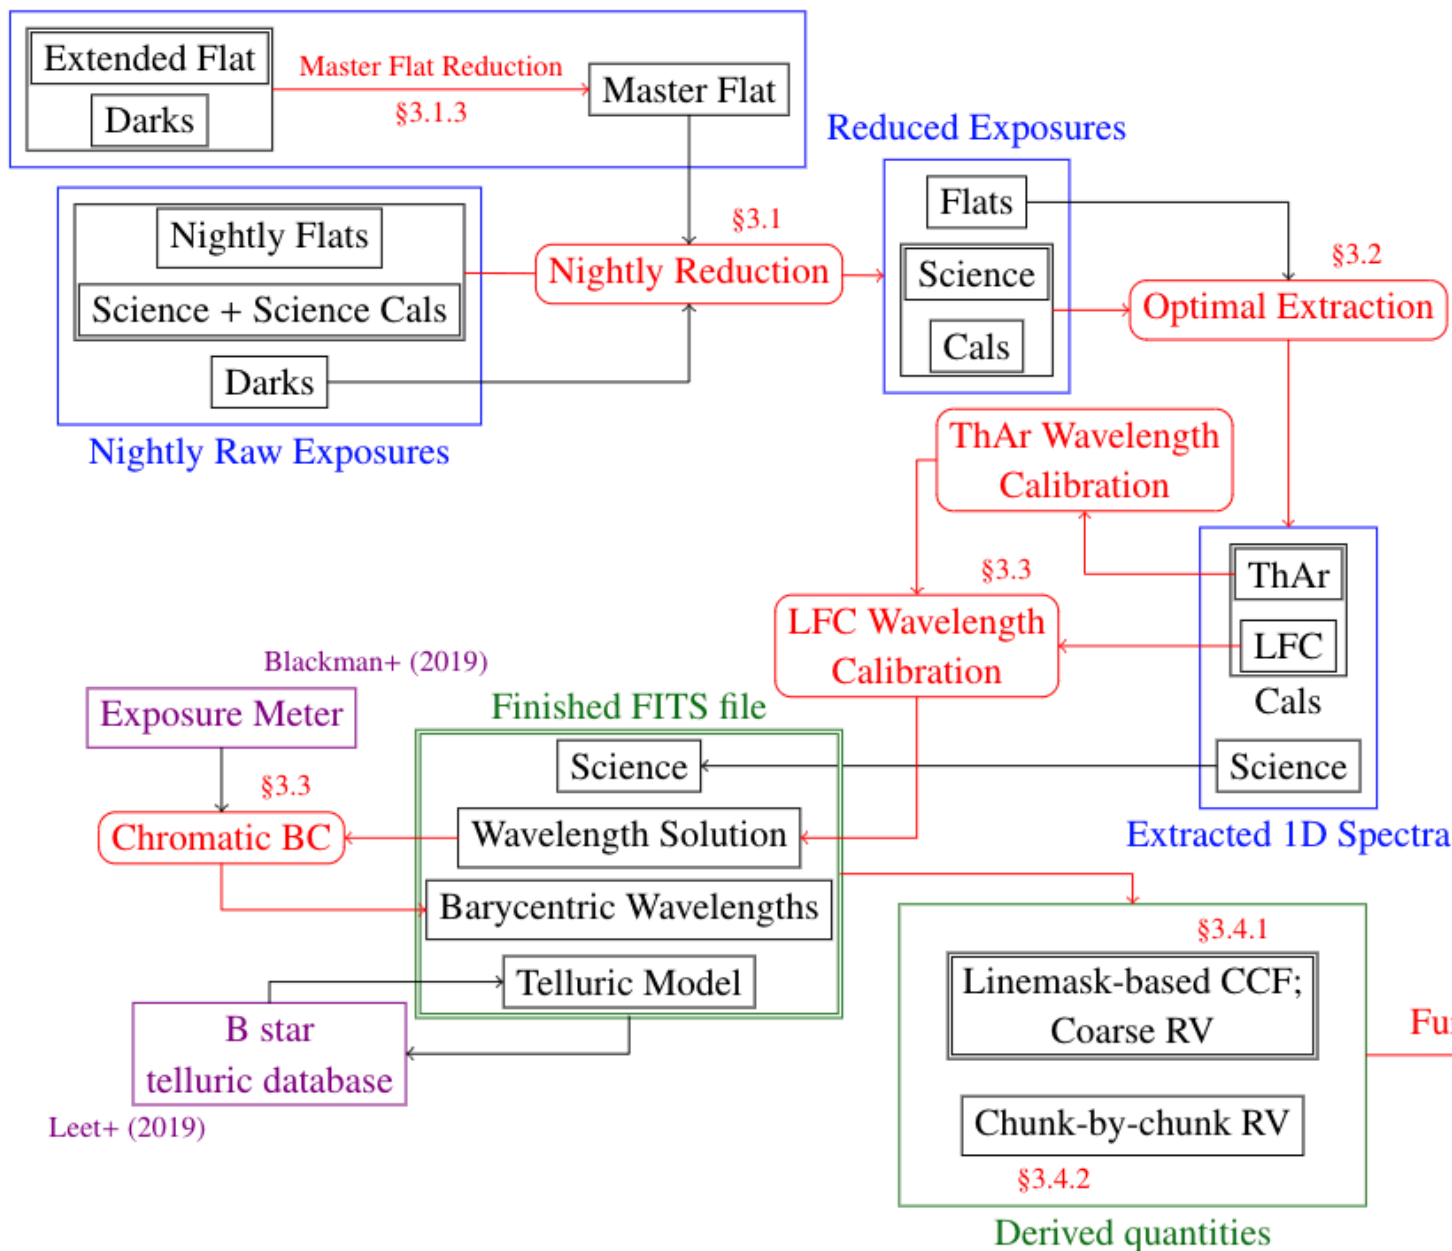 Extended Flat
Darks
Master Flat Reduction
§3.1.3
Master Flat
Reduced Exposures
Nightly Flats
Science + Science Cals
Darks
Nightly Raw Exposures
§3.1
Nightly Reduction
Flats
Science
Cals
§3.2
Optimal Extraction
ThAr Wavelength
Calibration
§3.3
LFC Wavelength
Calibration
ThAr
LFC
Cals
Science
Extracted 1D Spectra
Blackman+ (2019)
Exposure Meter
§3.3
Chromatic BC
Finished FITS file
Science
Wavelength Solution
Barycentric Wavelengths
Telluric Model
B star
telluric database
Leet+ (2019)
§3.4.1
Linemask-based CCF;
Coarse RV
Chunk-by-chunk RV
§3.4.2
Derived quantities